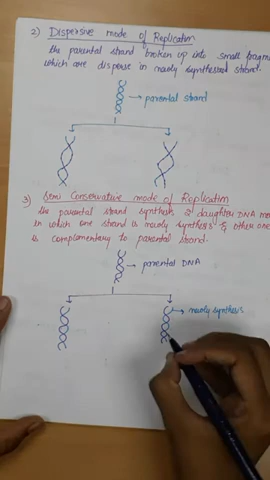 2) Dispersive mode of Replication
the parental strand broken up into small fragm
which are disperse in newly synthesized strand.
parental strand
3) Semi Conservative mode of Replication
the parental strand synthesis 2 daughter DNA mo
in which one strand is newly synthesis & other one
is complementary to parental strand.
parental DNA
newly synthesis